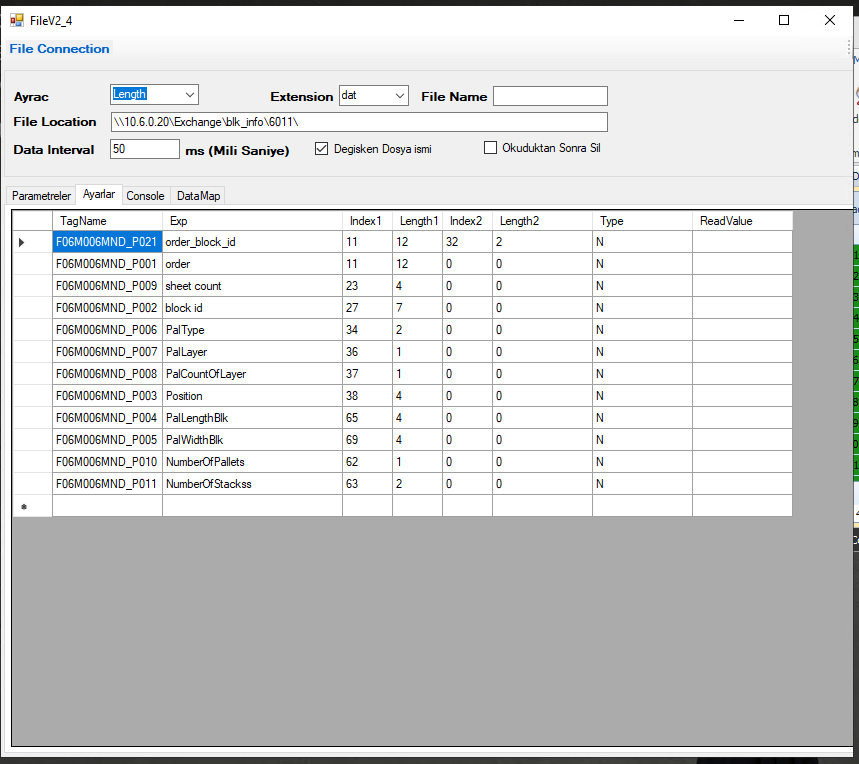 FileV2_4
File Connection
Ayrac Length Extension dat File Name
File Location \\10.6.0.20\Exchange\blk_info\6011\
Data Interval 50 ms (Mili Saniye) Degisken Dosya ismi Okuduktan Sonra Sil
Parametreler Ayarlar Console DataMap
TagName Exp Index1 Length1 Index2 Length2 Type ReadValue
F06M006MND_P021 order_block_id 11 12 32 2 N
F06M006MND_P001 order 11 12 0 0 N
F06M006MND_P009 sheet count 23 4 0 0 N
F06M006MND_P002 block id 27 7 0 0 N
F06M006MND_P006 PalType 34 2 0 0 N
F06M006MND_P007 PalLayer 36 1 0 0 N
F06M006MND_P008 PalCountOfLayer 37 1 0 0 N
F06M006MND_P003 Position 38 4 0 0 N
F06M006MND_P004 PalLengthBlk 65 4 0 0 N
F06M006MND_P005 PalWidthBlk 69 4 0 0 N
F06M006MND_P010 NumberOfPallets 62 1 0 0 N
F06M006MND_P011 NumberOfStackss 63 2 0 0 N